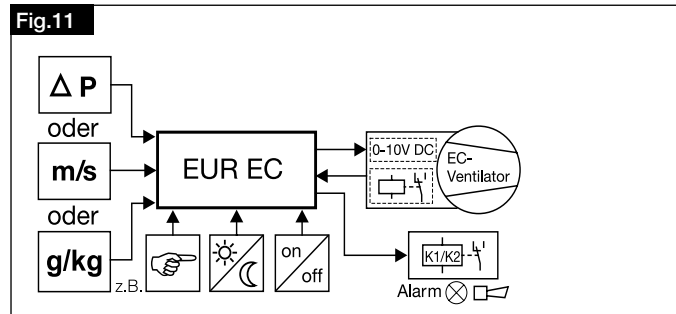 Fig.11
Δ P
oder
m/s
oder
g/kg
z.B.
EUR EC
on
off
0-10V DC
EC-
Ventilator
K1/K2
Alarm